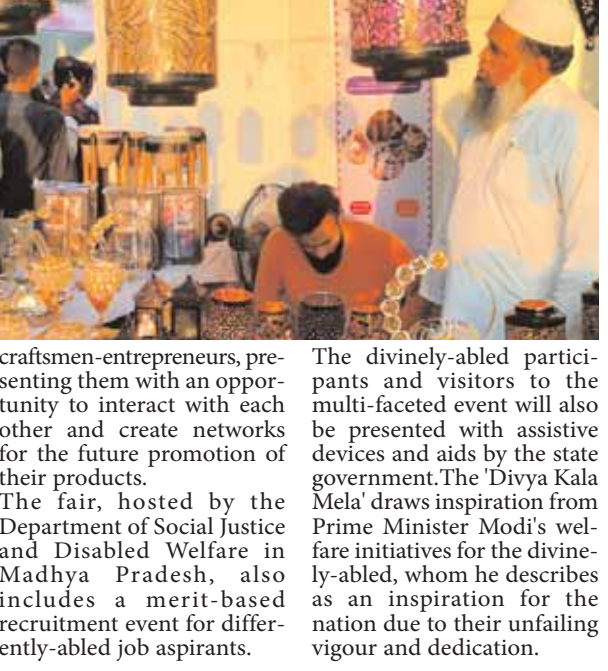 craftsmen-entrepreneurs, pre-
senting them with an oppor-
tunity to interact with each
other and create networks
for the future promotion of
their products.
The fair, hosted by the
Department of Social Justice
and Disabled Welfare in
Madhya Pradesh, also
includes a merit-based
recruitment event for differ-
ently-abled job aspirants.
The divinely-abled partici-
pants and visitors to the
multi-faceted event will also
be presented with assistive
devices and aids by the state
government.The 'Divya Kala
Mela' draws inspiration from
Prime Minister Modi's wel-
fare initiatives for the divine-
ly-abled, whom he describes
as an inspiration for the
nation due to their unfailing
vigour and dedication.